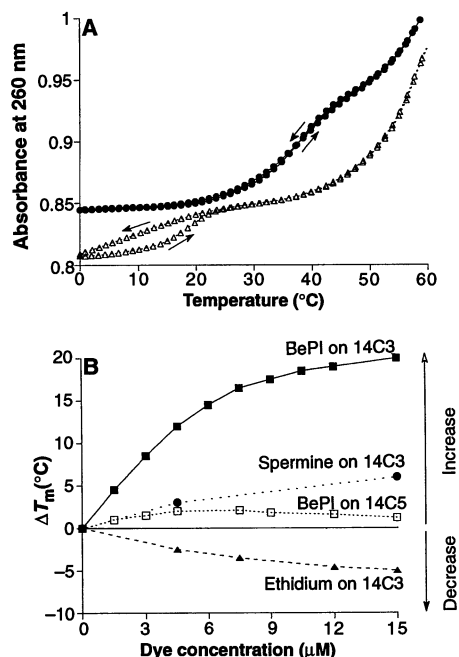 A
1
0.95
0.9
0.85
0.8
Absorbance at 260 nm
0 10 20 30 40 50 60
Temperature (°C)
B
20
15
10
5
0
−5
−10
ΔTm(°C)
BePI on 14C3
Spermine on 14C3
BePI on 14C5
Ethidium on 14C3
Increase
Decrease
0 3 6 9 12 15
Dye concentration (μM)